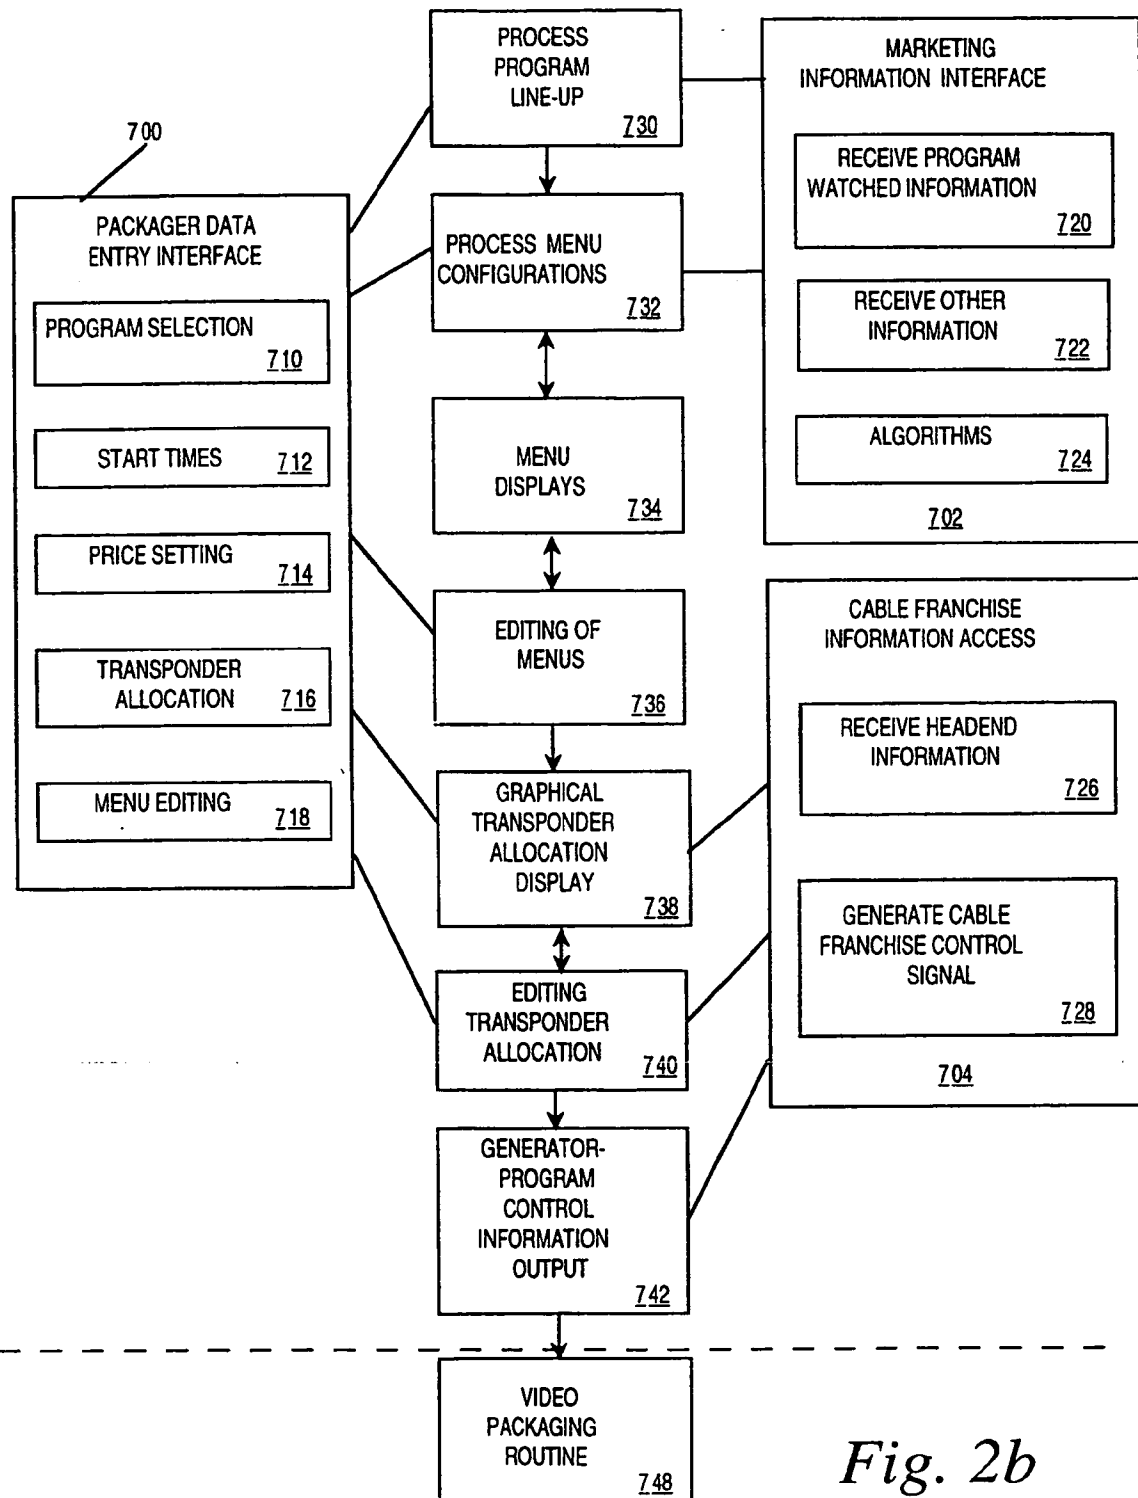 700
PACKAGER DATA
ENTRY INTERFACE
PROGRAM SELECTION
710
START TIMES 712
PRICE SETTING
714
TRANSPONDER
ALLOCATION 716
MENU EDITING
718
PROCESS
PROGRAM
LINE-UP
730
PROCESS MENU
CONFIGURATIONS
732
MENU
DISPLAYS
734
EDITING OF
MENUS
736
GRAPHICAL
TRANSPONDER
ALLOCATION
DISPLAY
738
EDITING
TRANSPONDER
ALLOCATION
740
GENERATOR-
PROGRAM
CONTROL
INFORMATION
OUTPUT
742
VIDEO
PACKAGING
ROUTINE
748
MARKETING
INFORMATION INTERFACE
RECEIVE PROGRAM
WATCHED INFORMATION
720
RECEIVE OTHER
INFORMATION
722
ALGORITHMS
724
702
CABLE FRANCHISE
INFORMATION ACCESS
RECEIVE HEADEND
INFORMATION
726
GENERATE CABLE
FRANCHISE CONTROL
SIGNAL
728
704
Fig. 2b